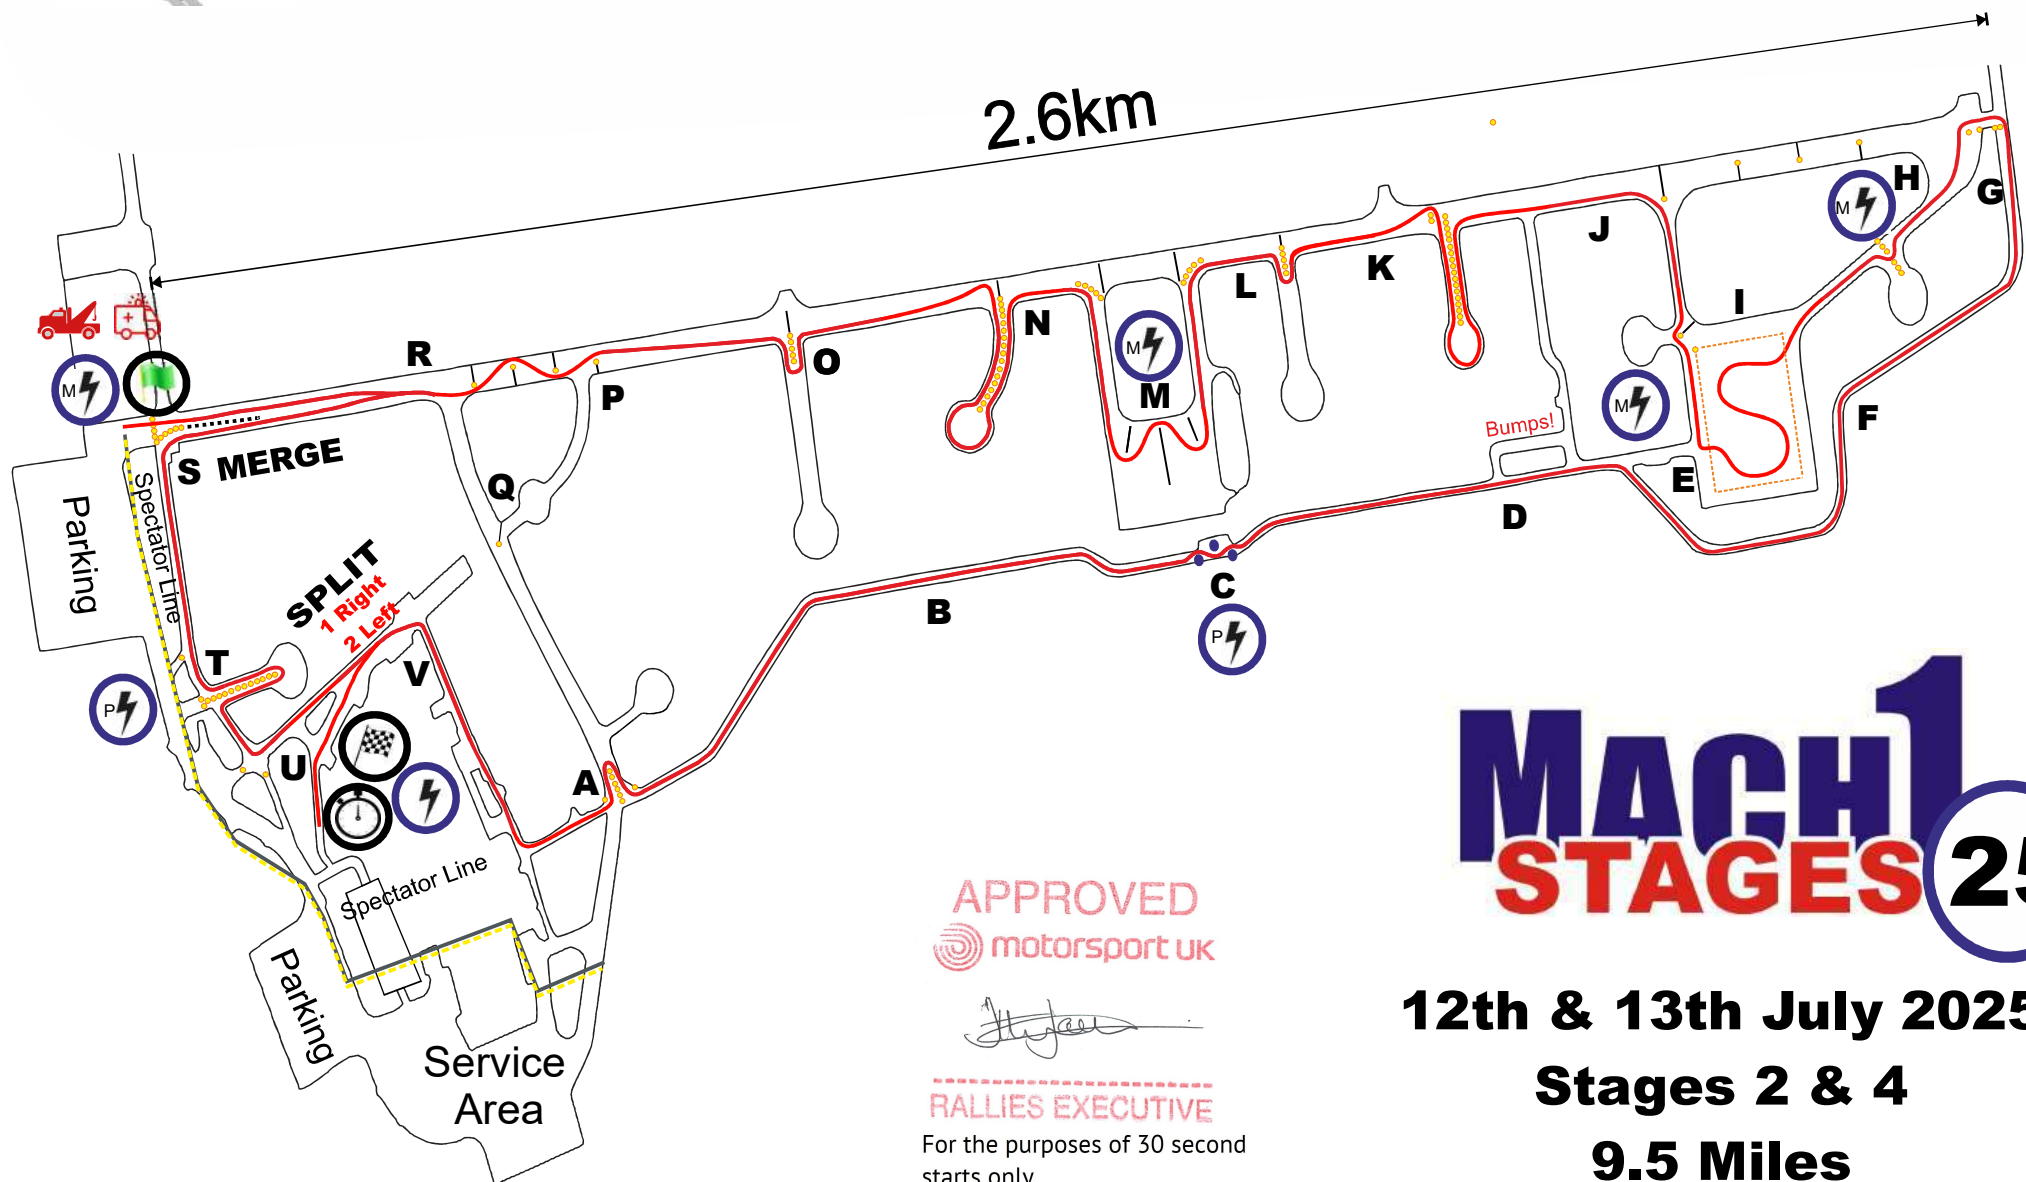 2.6km
H
G
J
I
K
L
N
M
M
M
M
M
R
O
P
F
Bumps!
E
D
S MERGE
Q
Parking
Spectator Line
SPLIT
1 Right
2 Left
C
B
P
T
V
P
U
A
Spectator Line
Parking
Service
Area
APPROVED
motorsport UK
RALLIES EXECUTIVE
For the purposes of 30 second
starts only
MACH1
STAGES
25
12th & 13th July 2025
Stages 2 & 4
9.5 Miles